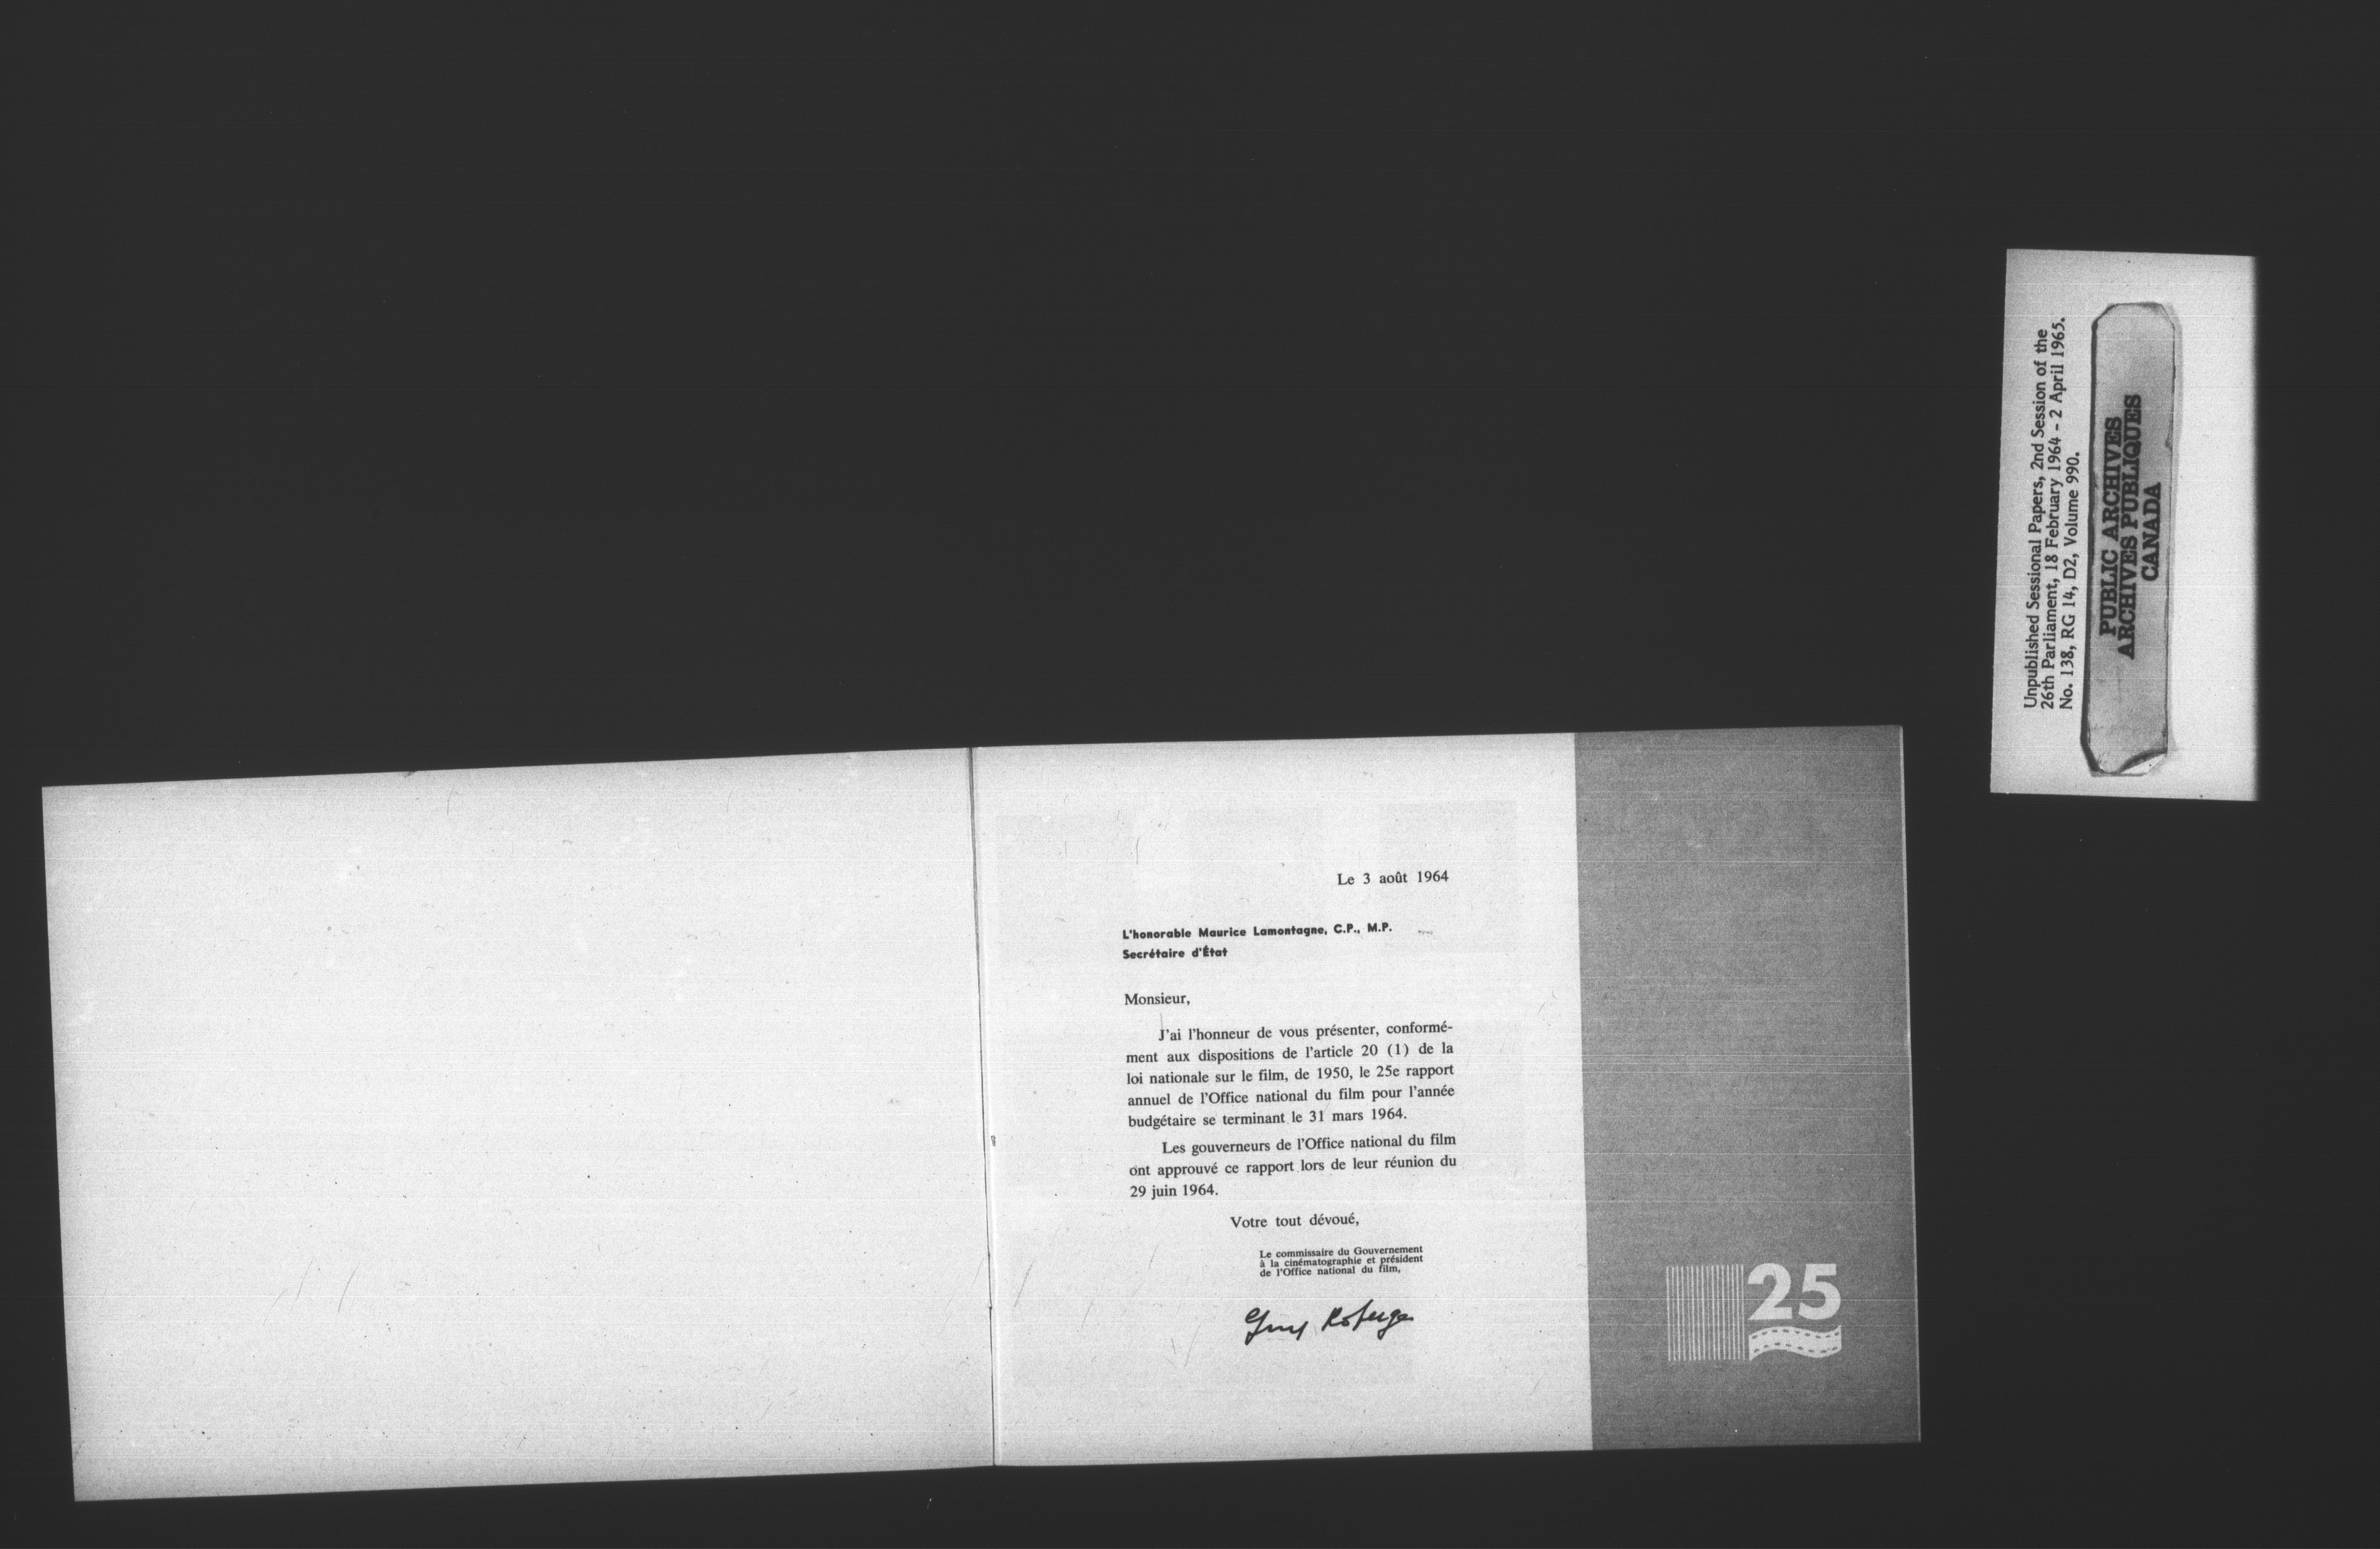 Le 3 août 1964
L'honorable Maurice Lamontagne, C.P., M.P.
Secrétaire d'État
Monsieur,
J'ai l'honneur de vous présenter, conformé-
ment aux dispositions de l'article 20 (1) de la
loi nationale sur le film, de 1950, le 25e rapport
annuel de l'Office national du film pour l'année
budgétaire se terminant le 31 mars 1964.
Les gouverneurs de l'Office national du film
ont approuvé ce rapport lors de leur réunion du
29 juin 1964.
Votre tout dévoué,
Le commissaire du Gouvernement
à la cinématographie et président
de l'Office national du film,
Guy Roberge
25
Unpublished Sessional Papers, 2nd Session of the
26th Parliament, 18 February 1964 - 2 April 1965.
No. 138, RG 14, D2, Volume 990.
PUBLIC ARCHIVES
ARCHIVES PUBLIQUES
CANADA